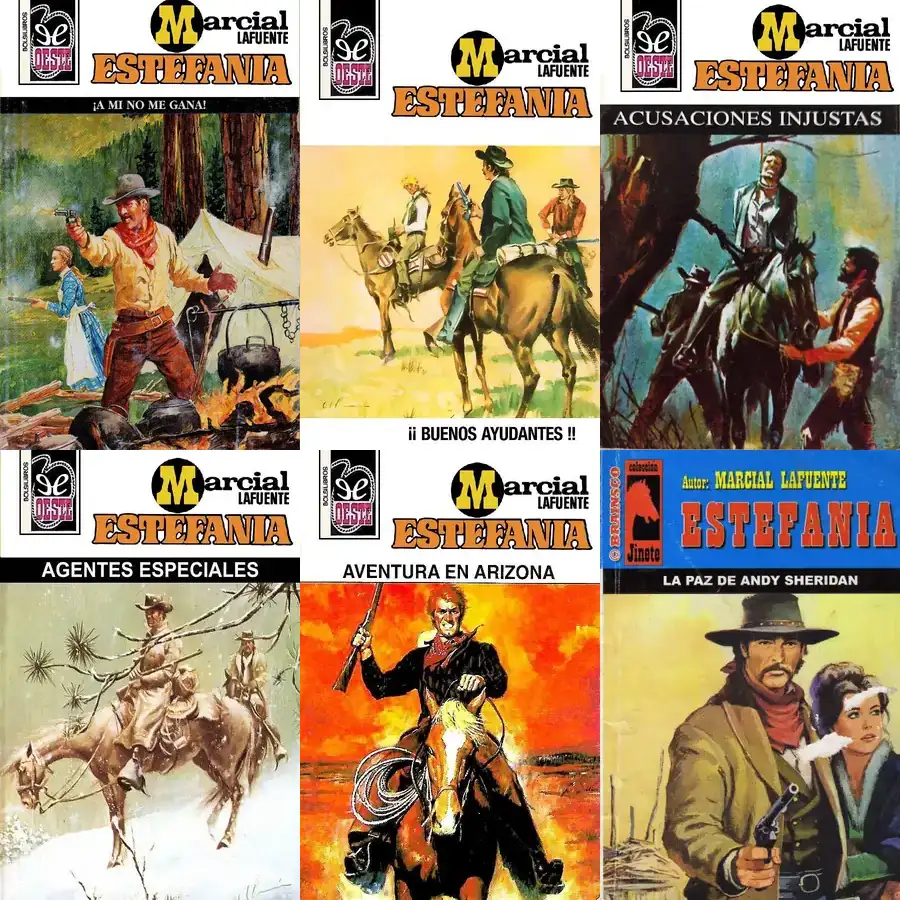 BOLSILIBROS
OESTE
Marcial
LAFUENTE
ESTEFANIA
¡A MI NO ME GANA!
BOLSILIBROS
OESTE
Marcial
LAFUENTE
ESTEFANIA
¡¡ BUENOS AYUDANTES !!
BOLSILIBROS
OESTE
Marcial
LAFUENTE
ESTEFANIA
ACUSACIONES INJUSTAS
BOLSILIBROS
OESTE
Marcial
LAFUENTE
ESTEFANIA
AGENTES ESPECIALES
BOLSILIBROS
OESTE
Marcial
LAFUENTE
ESTEFANIA
AVENTURA EN ARIZONA
colección
Jinete
Autor: MARCIAL LAFUENTE
ESTEFANIA
LA PAZ DE ANDY SHERIDAN